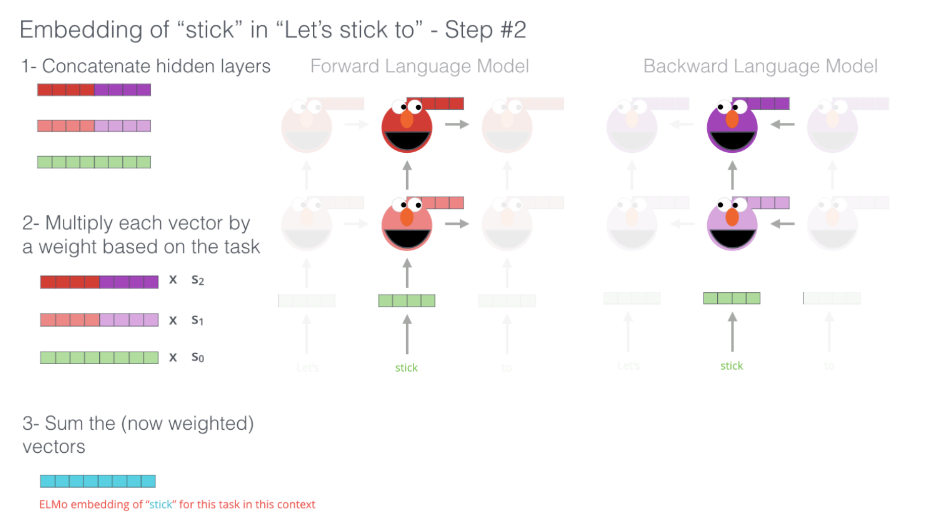 Embedding of “stick” in “Let’s stick to” - Step #2
1- Concatenate hidden layers
Forward Language Model
Backward Language Model
2- Multiply each vector by
a weight based on the task
x s₂
x s₁
x s₀
Let's
stick
to
Let's
stick
to
3- Sum the (now weighted)
vectors
ELMo embedding of “stick” for this task in this context